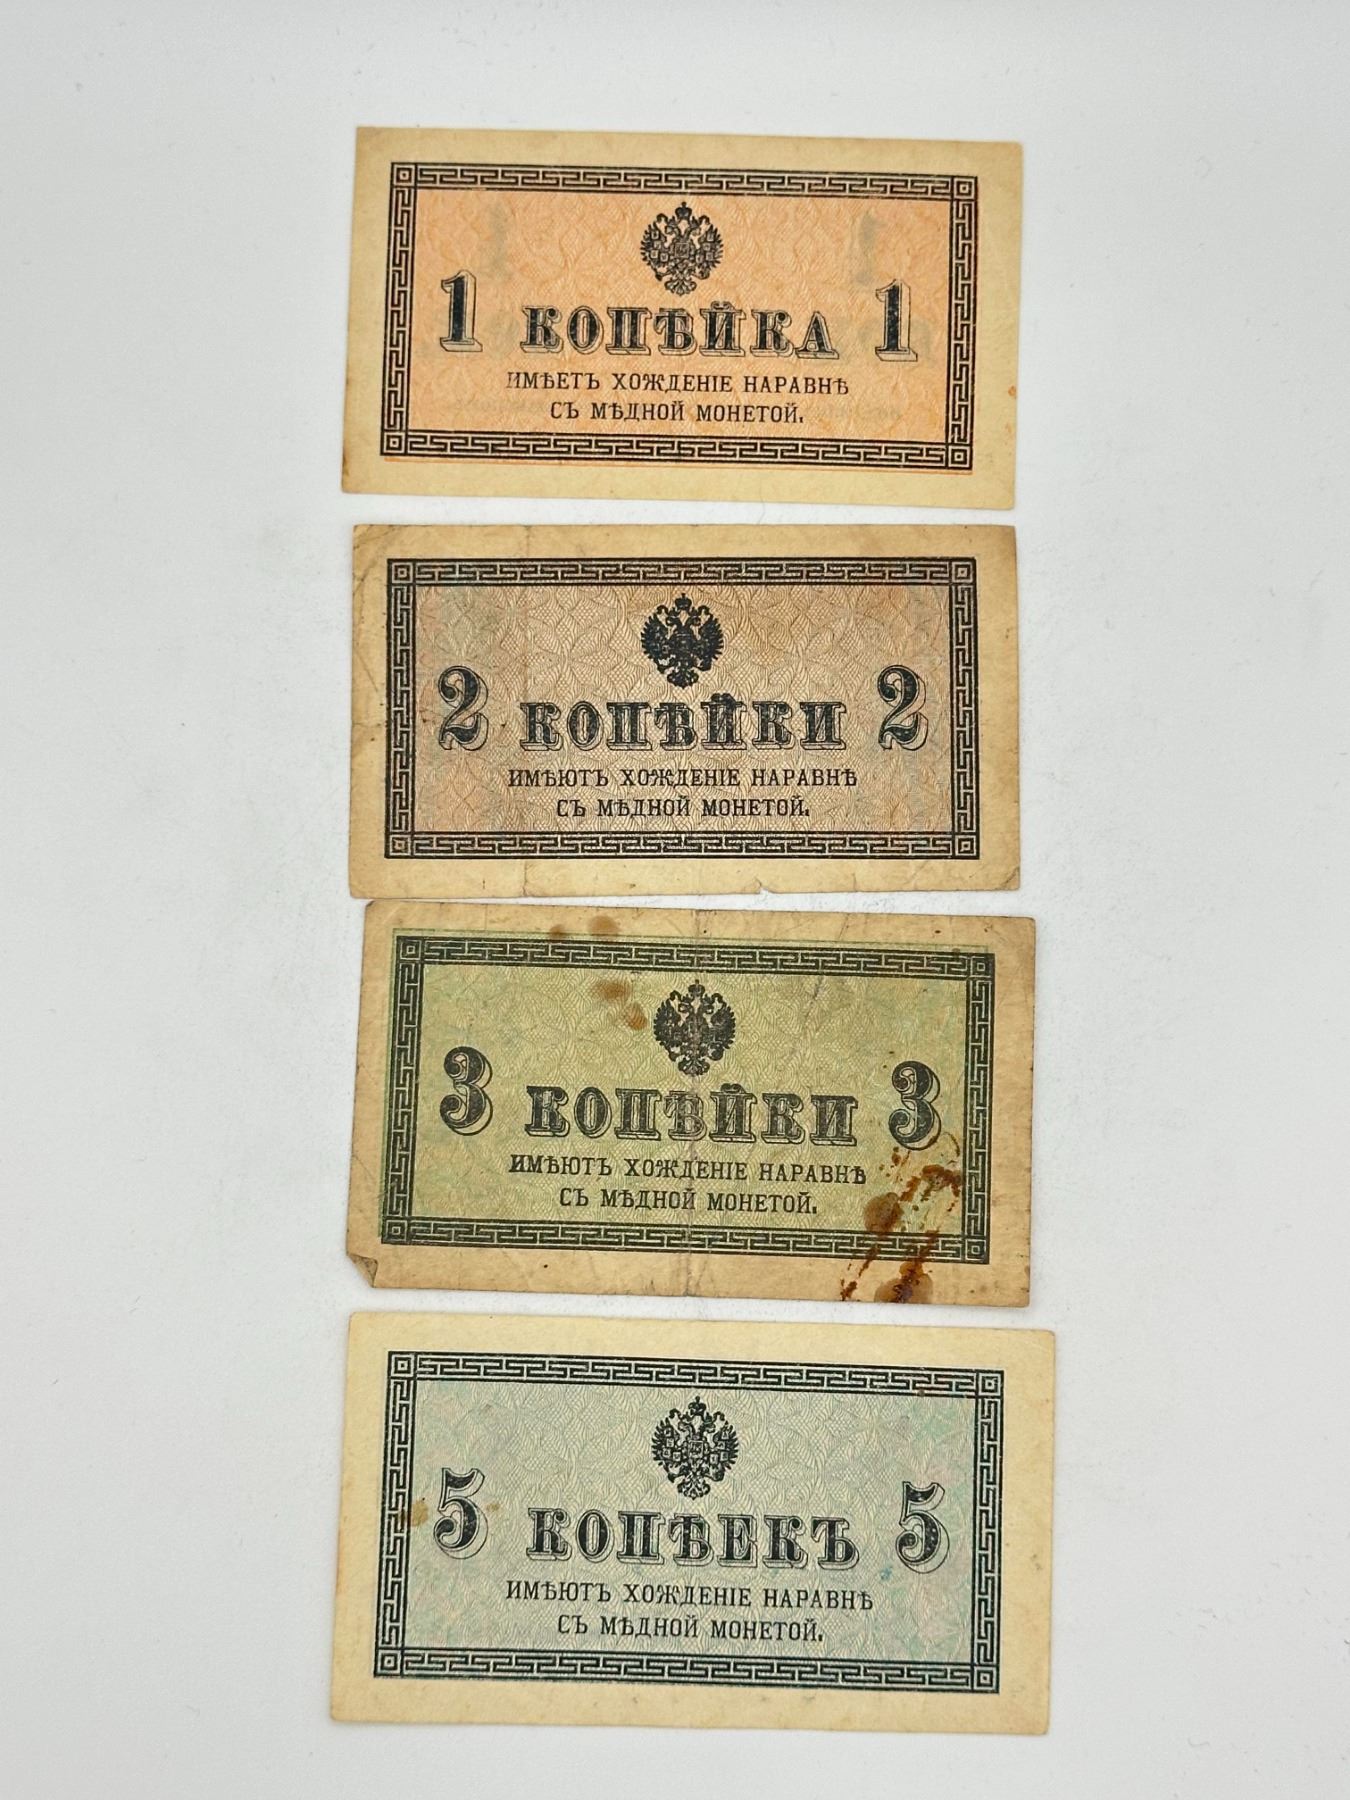 1 КОПѢЙКА 1
ИМѢЕТЪ ХОЖДЕНІЕ НАРАВНѢ
СЪ МѢДНОЙ МОНЕТОЙ.
2 КОПѢЙКИ 2
ИМѢЮТЪ ХОЖДЕНІЕ НАРАВНѢ
СЪ МѢДНОЙ МОНЕТОЙ.
3 КОПѢЙКИ 3
ИМѢЮТЪ ХОЖДЕНІЕ НАРАВНѢ
СЪ МѢДНОЙ МОНЕТОЙ.
5 КОПѢЕКЪ 5
ИМѢЮТЪ ХОЖДЕНІЕ НАРАВНѢ
СЪ МѢДНОЙ МОНЕТОЙ.